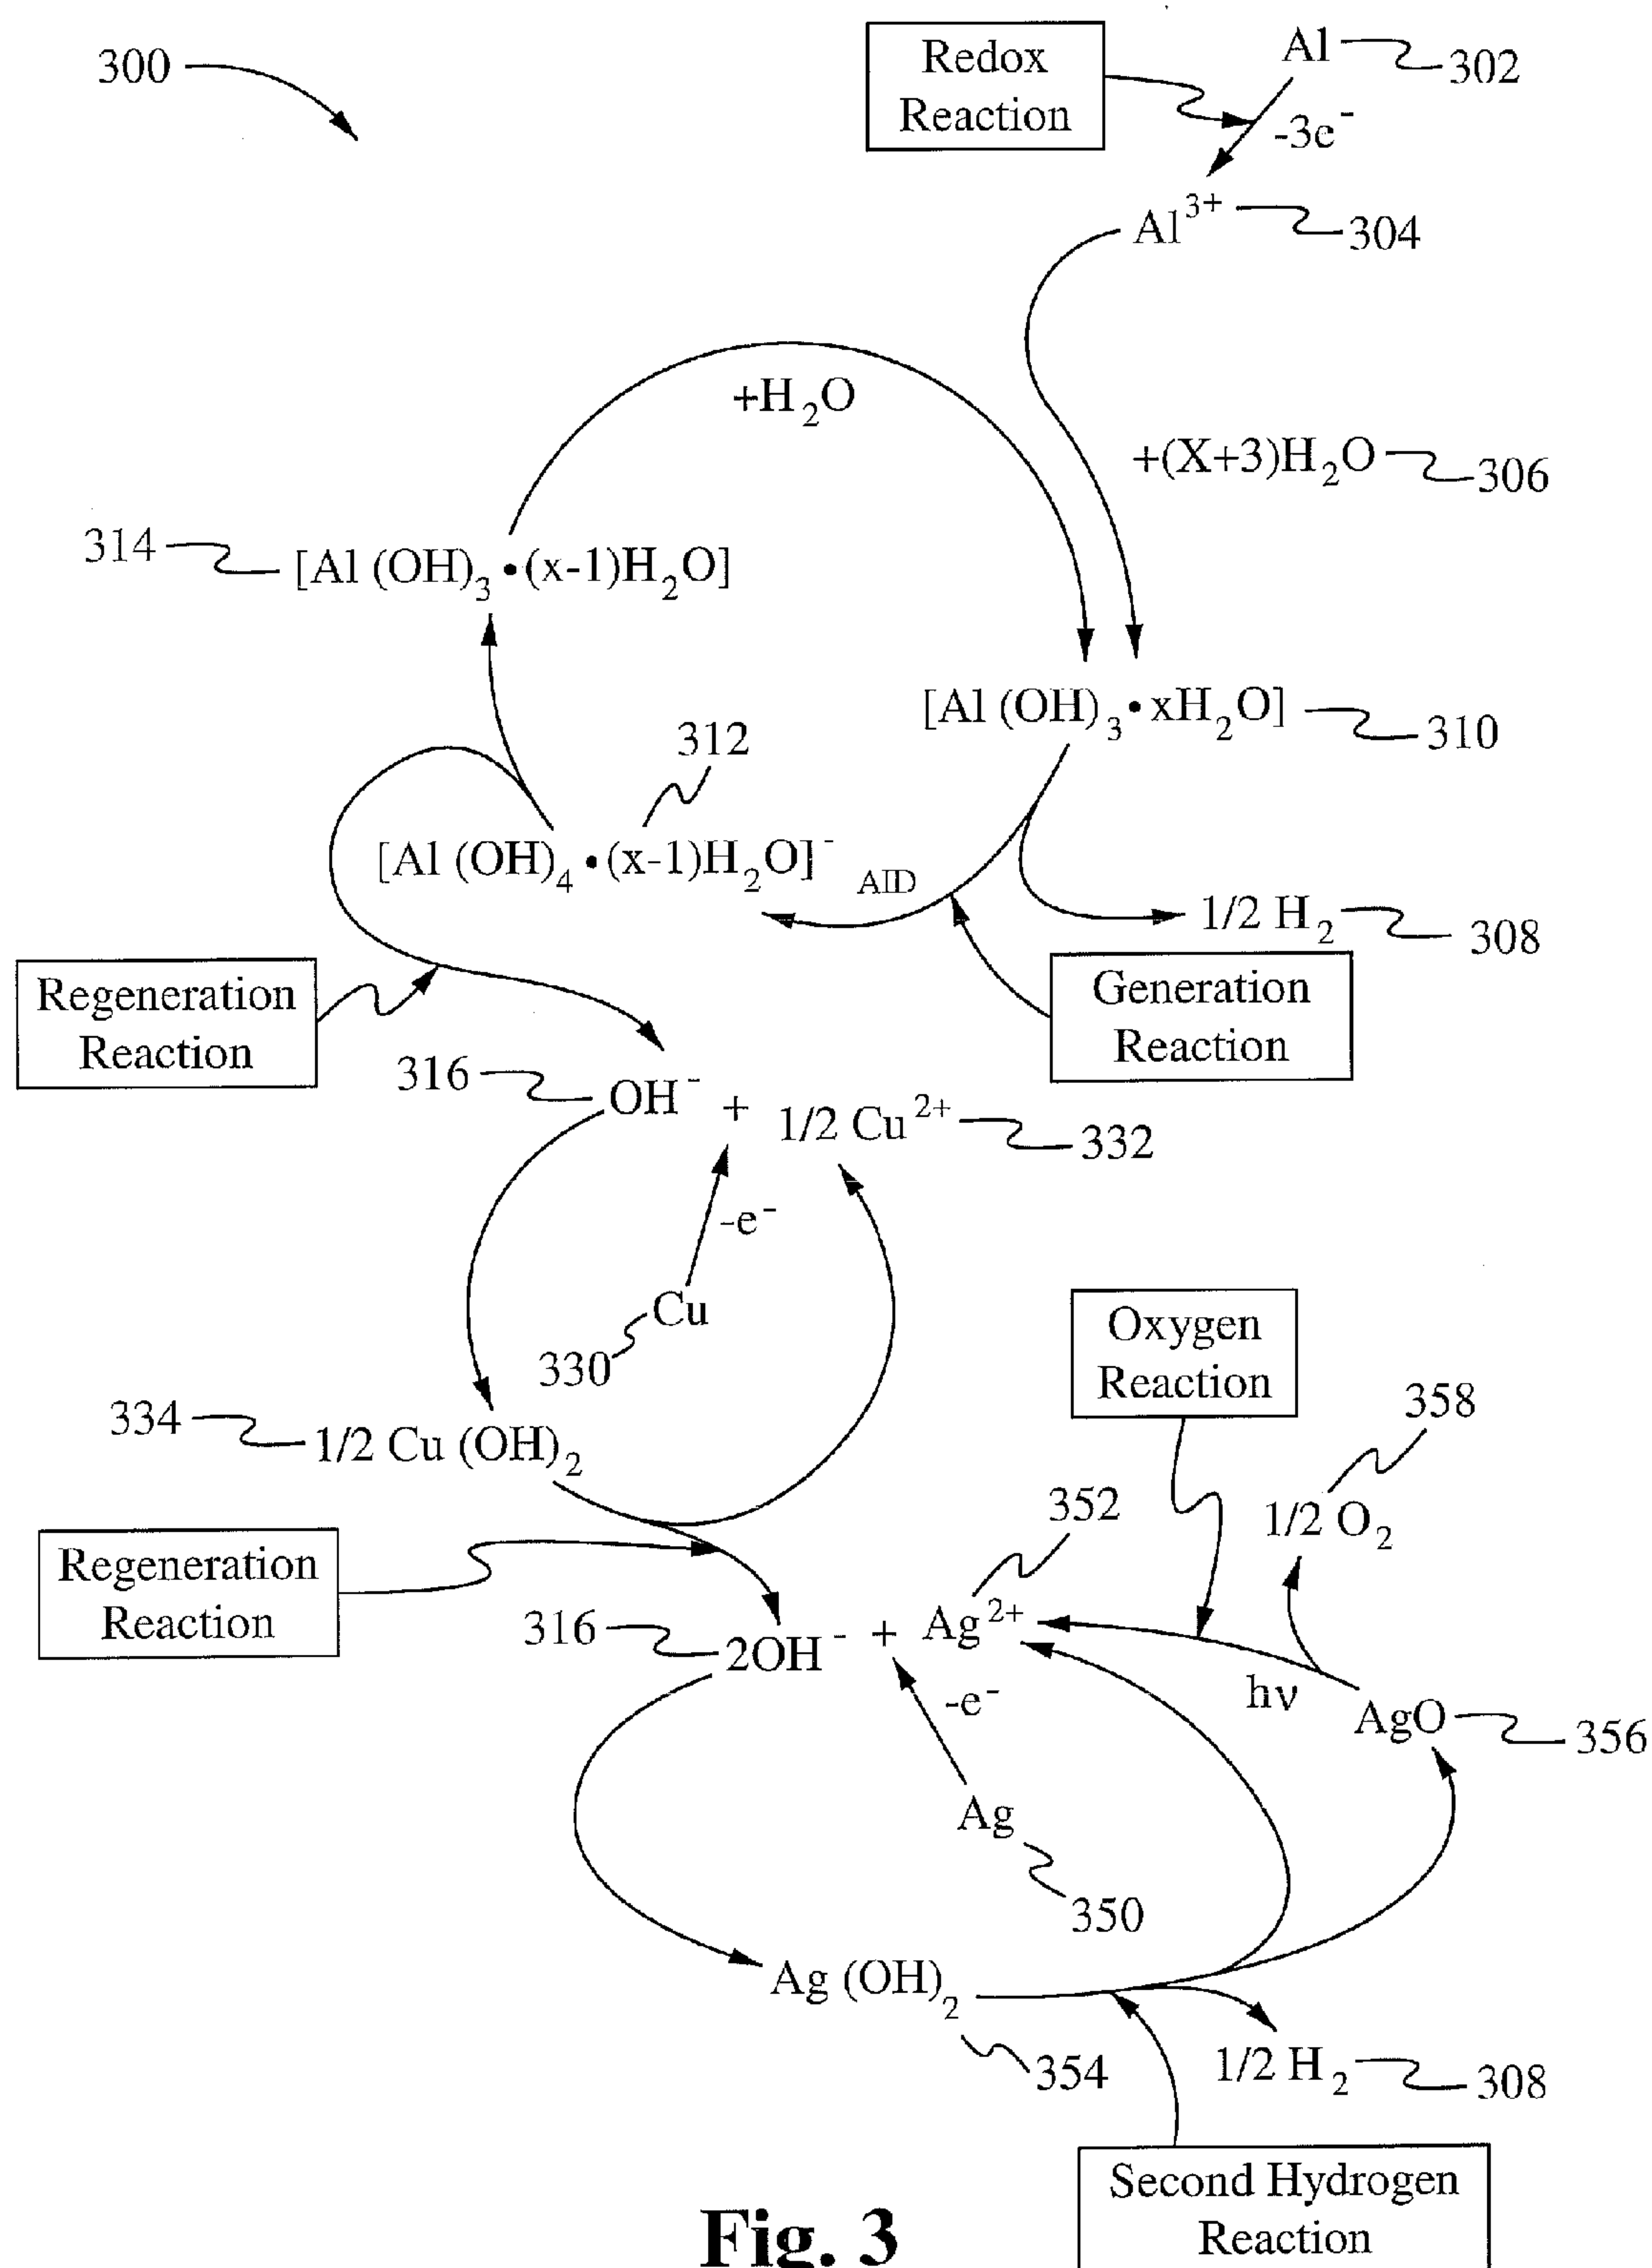 300
Redox
Reaction
Al
302
-3e⁻
Al³⁺
304
+H₂O
+(X+3)H₂O
306
314
[Al (OH)₃•(x-1)H₂O]
[Al (OH)₃•xH₂O]
310
312
[Al (OH)₄•(x-1)H₂O]⁻
AID
1/2 H₂
308
Regeneration
Reaction
Generation
Reaction
316
OH⁻ + 1/2 Cu²⁺
332
-e⁻
Cu
330
Oxygen
Reaction
358
334
1/2 Cu (OH)₂
1/2 O₂
352
Regeneration
Reaction
316
2OH⁻ + Ag²⁺
-e⁻
hν
AgO
356
Ag
350
Ag (OH)₂
354
1/2 H₂
308
Second Hydrogen
Reaction
Fig. 3